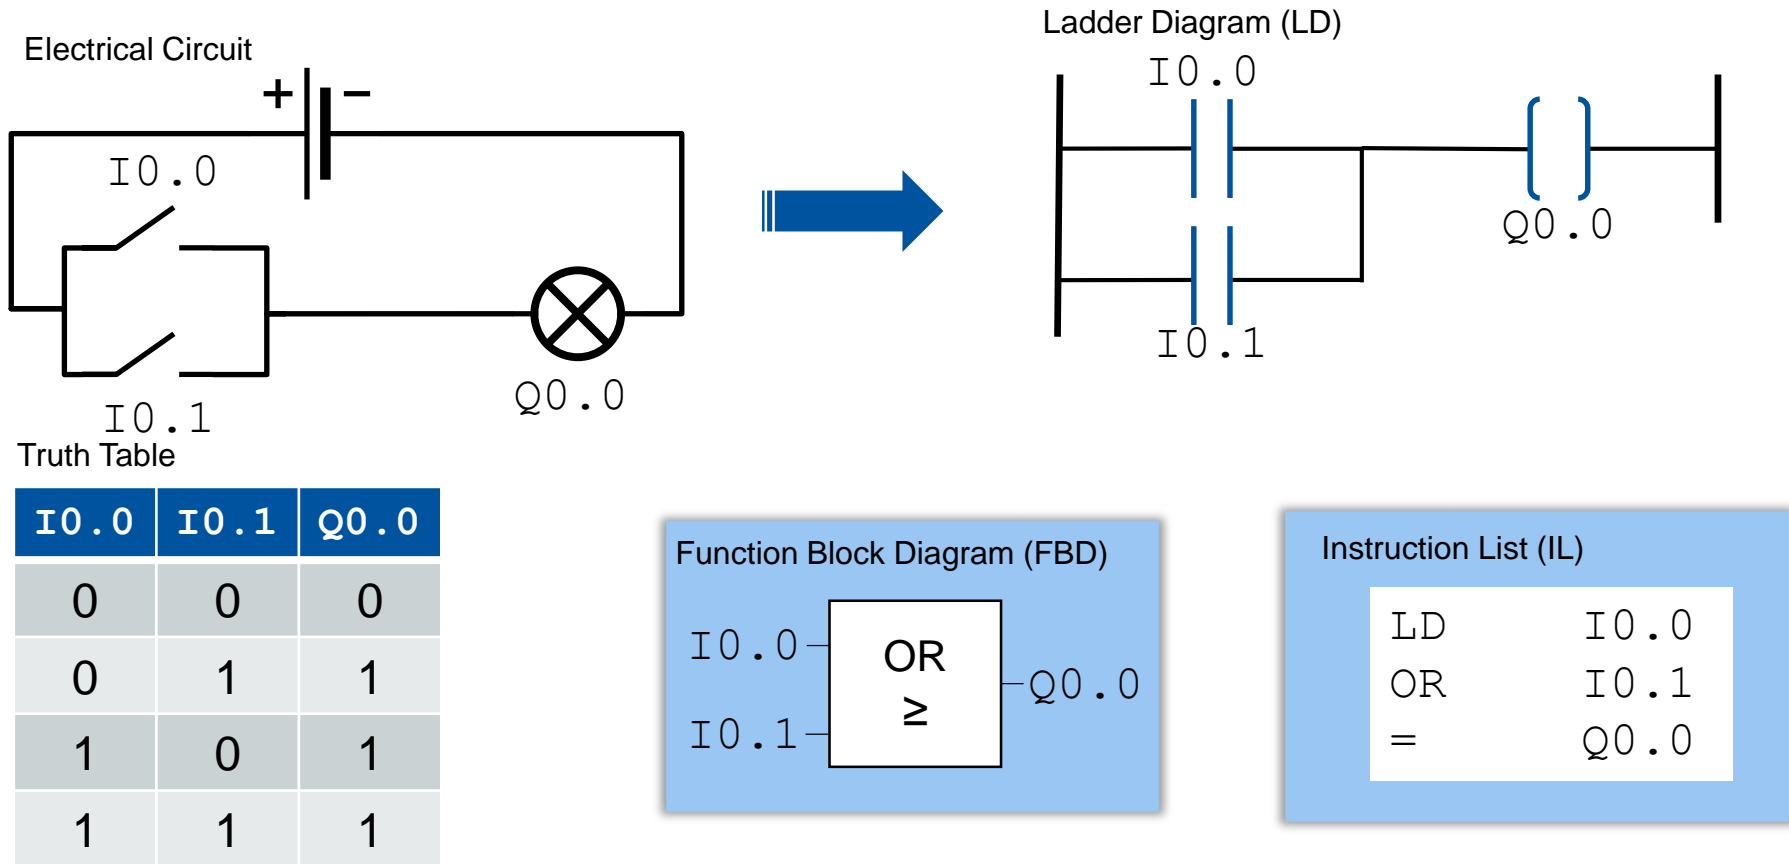 Electrical Circuit
+ −
I0.0
I0.1
Q0.0
Ladder Diagram (LD)
I0.0
Q0.0
I0.1
Truth Table
I0.0 I0.1 Q0.0
0 0 0
0 1 1
1 0 1
1 1 1
Function Block Diagram (FBD)
I0.0
I0.1
OR
≥
Q0.0
Instruction List (IL)
LD I0.0
OR I0.1
= Q0.0